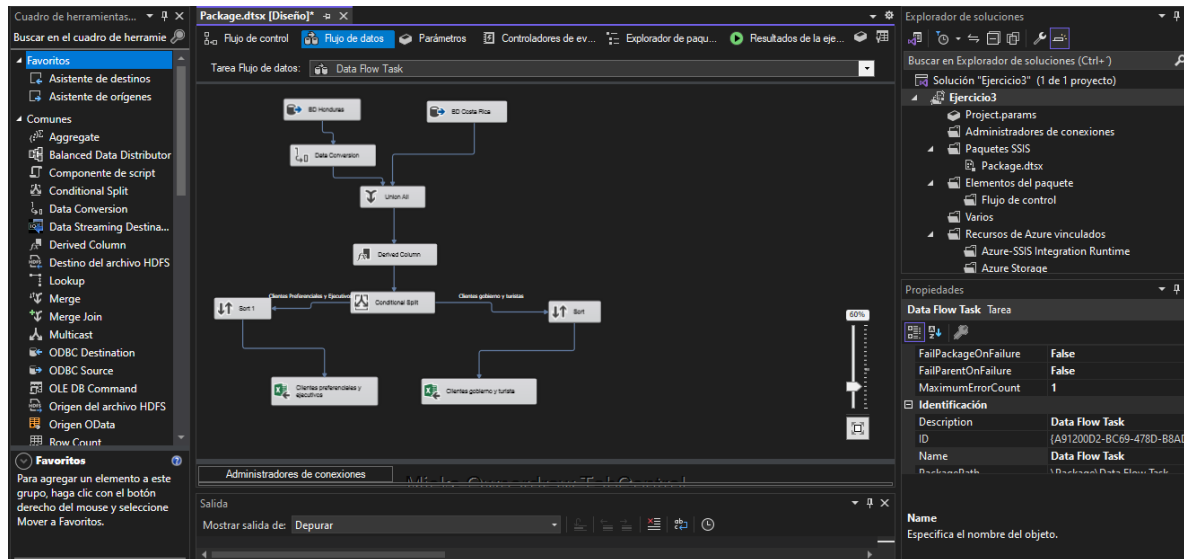 Cuadro de herramientas...
Buscar en el cuadro de herramie
Favoritos
Asistente de destinos
Asistente de orígenes
Comunes
Aggregate
Balanced Data Distributor
Componente de script
Conditional Split
Data Conversion
Data Streaming Destina...
Derived Column
Destino del archivo HDFS
Lookup
Merge
Merge Join
Multicast
ODBC Destination
ODBC Source
OLE DB Command
Origen del archivo HDFS
Origen OData
Row Count
Favoritos
Para agregar un elemento a este
grupo, haga clic con el botón
derecho del mouse y seleccione
Mover a Favoritos.
Package.dtsx [Diseño]*
Flujo de control
Flujo de datos
Parámetros
Controladores de ev...
Explorador de paqu...
Resultados de la eje...
Tarea Flujo de datos:
Data Flow Task
BD Honduras
BD Costa Rica
Data Conversion
Union All
Derived Column
Clientes Preferenciales y Ejecutivo
Conditional Split
Clientes gobierno y turistas
Sort 1
Sort
Clientes preferenciales y
ejecutivos
Clientes gobierno y turista
60%
Administradores de conexiones
Salida
Mostrar salida de:
Depurar
Explorador de soluciones
Buscar en Explorador de soluciones (Ctrl+´)
Solución "Ejercicio3" (1 de 1 proyecto)
Ejercicio3
Project.params
Administradores de conexiones
Paquetes SSIS
Package.dtsx
Elementos del paquete
Flujo de control
Varios
Recursos de Azure vinculados
Azure-SSIS Integration Runtime
Azure Storage
Propiedades
Data Flow Task Tarea
FailPackageOnFailure False
FailParentOnFailure False
MaximumErrorCount 1
Identificación
Description Data Flow Task
ID {A91200D2-BC69-478D-B8AD
Name Data Flow Task
PackagePath \Package\Data Flow Task
Name
Especifica el nombre del objeto.